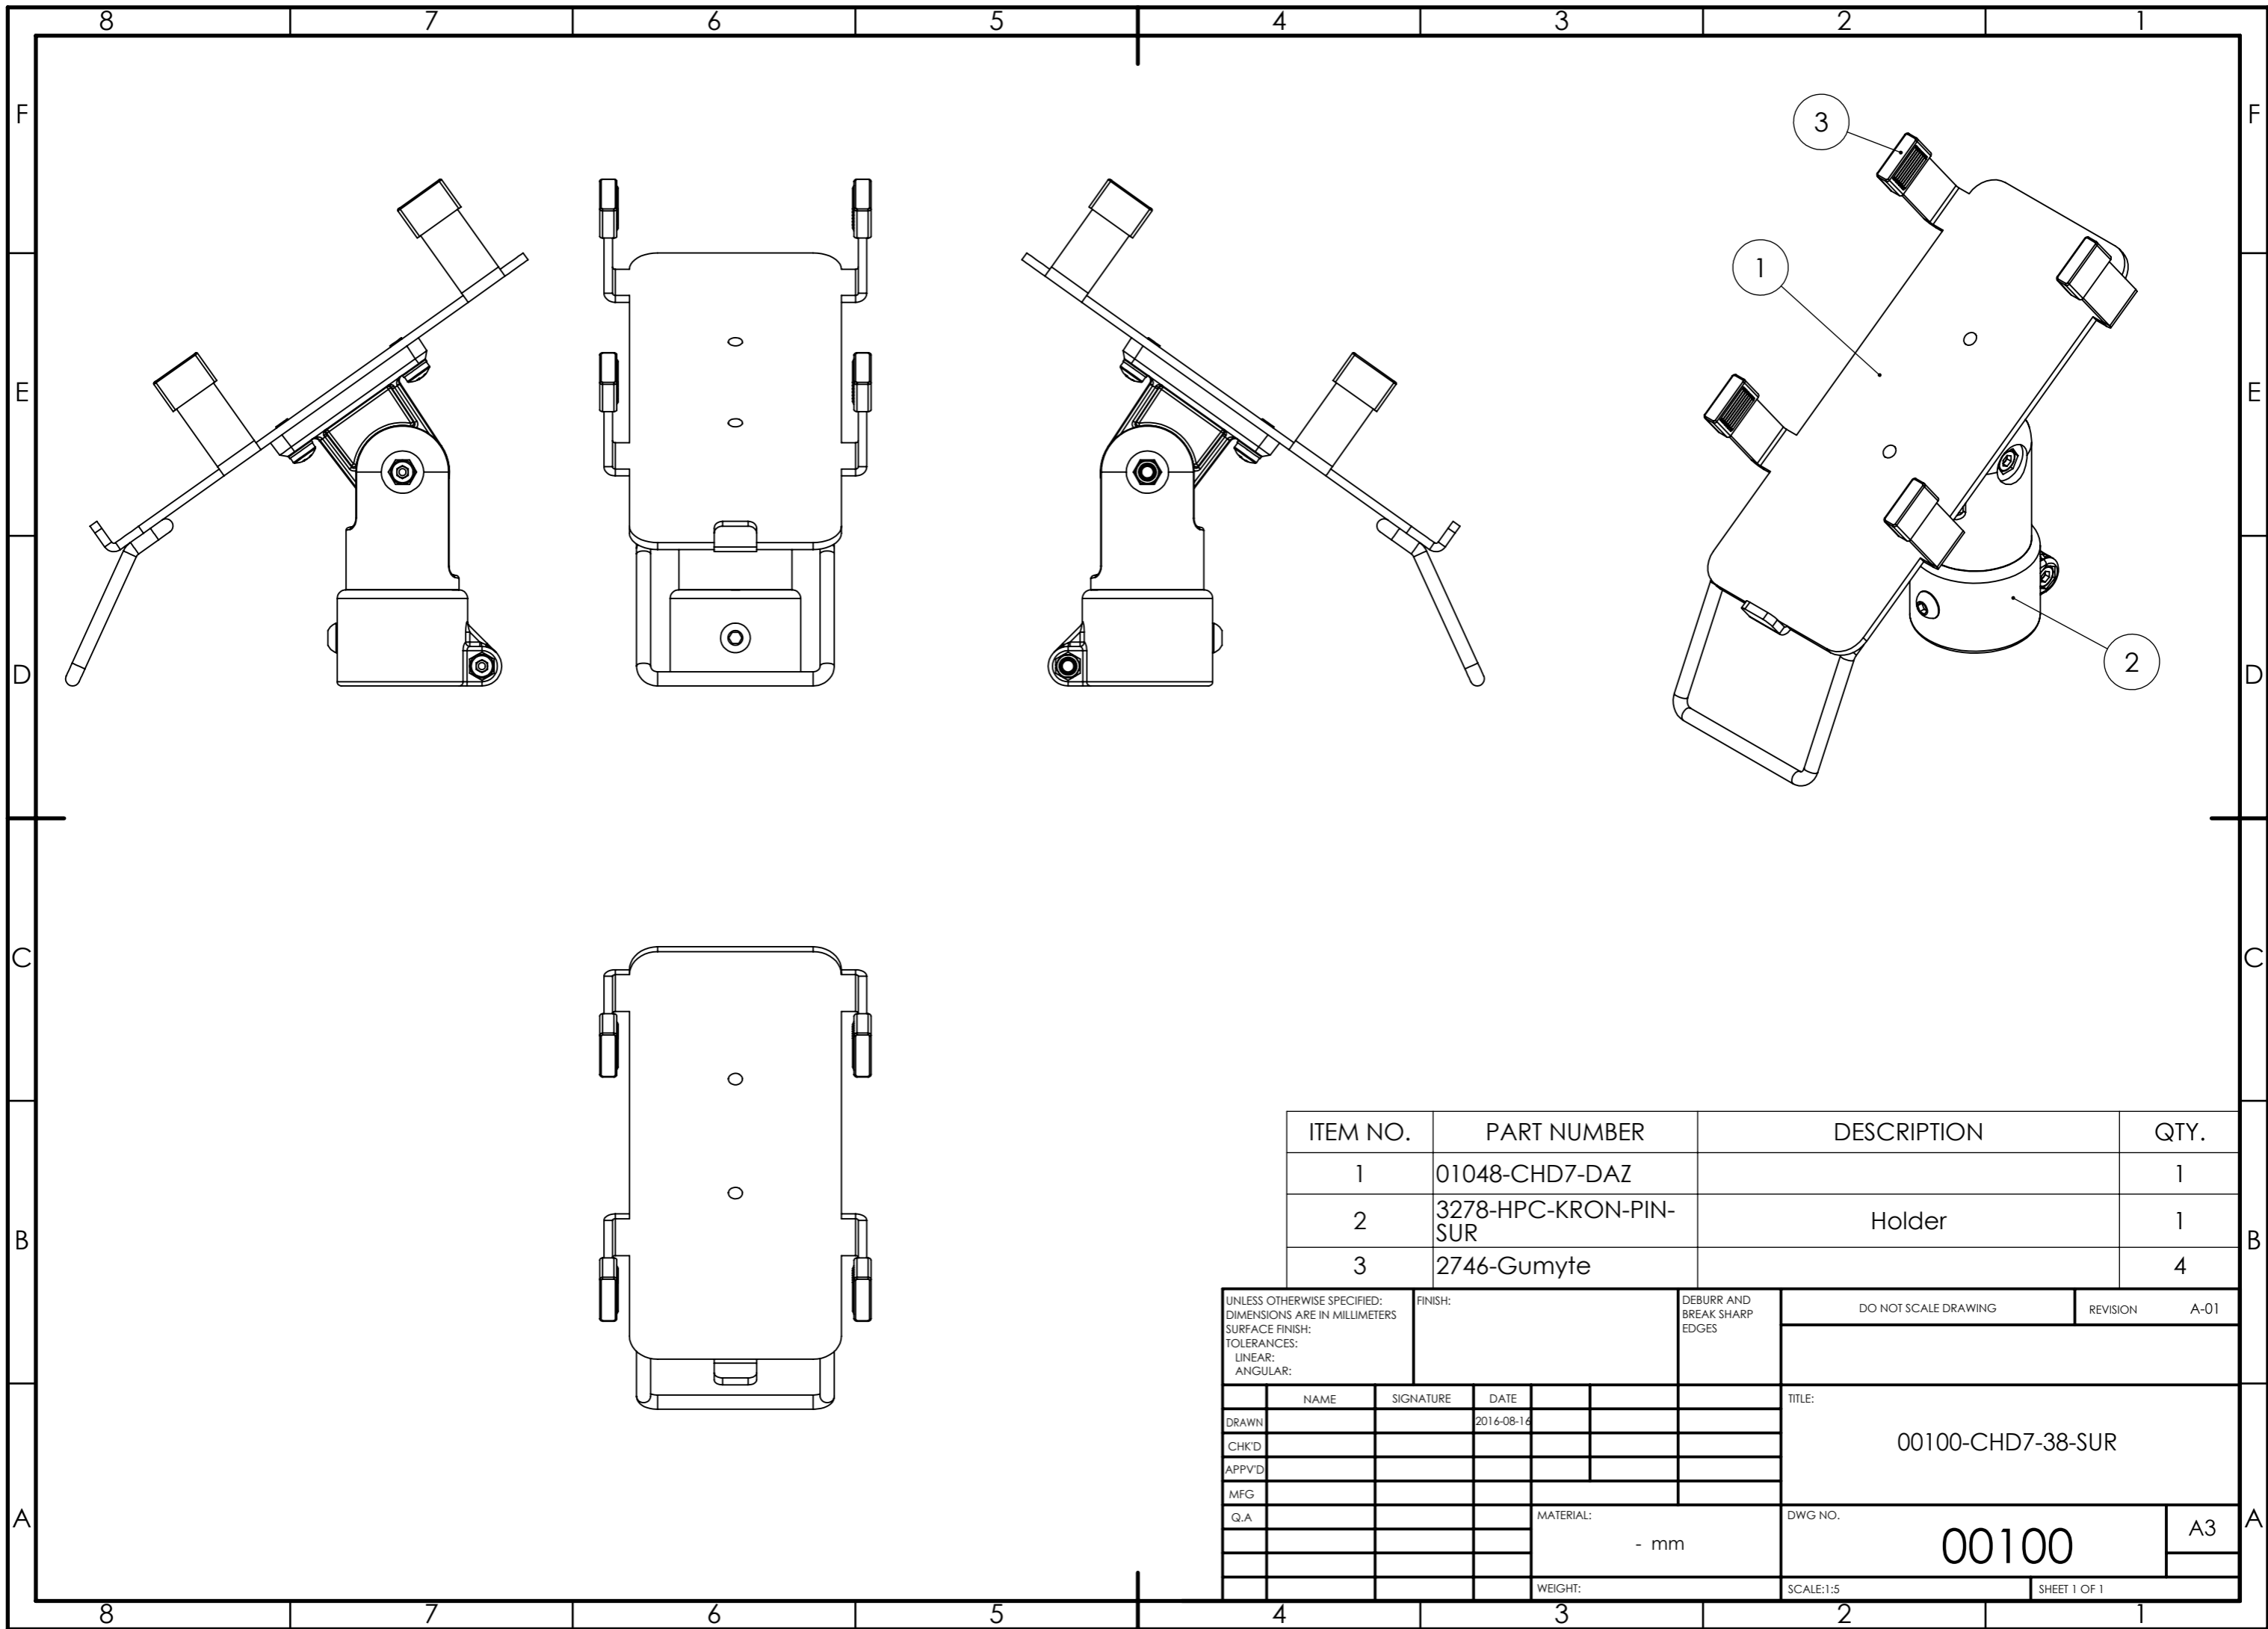 8 7 6 5 4 3 2 1
F F
3
1
E E
2
D D
C C
ITEM NO. PART NUMBER DESCRIPTION QTY.
1 01048-CHD7-DAZ 1
2 3278-HPC-KRON-PIN-
SUR Holder 1
3 2746-Gumyte 4
B B
UNLESS OTHERWISE SPECIFIED:
DIMENSIONS ARE IN MILLIMETERS
SURFACE FINISH:
TOLERANCES:
LINEAR:
ANGULAR:
FINISH:
DEBURR AND
BREAK SHARP
EDGES
DO NOT SCALE DRAWING
REVISION A-01
NAME SIGNATURE DATE
DRAWN 2016-08-16
CHK'D
APPV'D
MFG
Q.A
TITLE:
00100-CHD7-38-SUR
MATERIAL:
- mm
DWG NO.
00100
A3
A A
WEIGHT:
SCALE:1:5
SHEET 1 OF 1
8 7 6 5 4 3 2 1